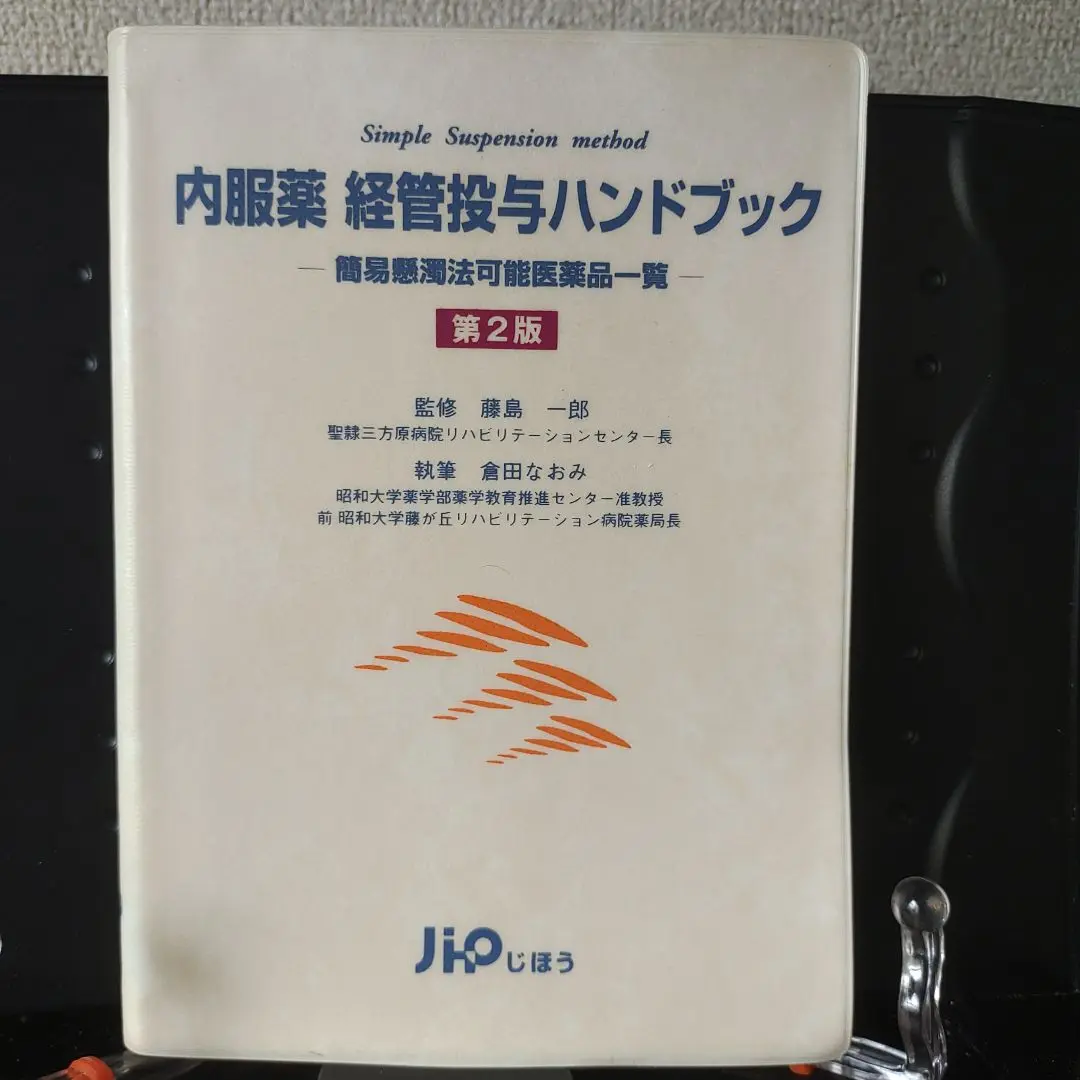 Simple Suspension method
内服薬 経管投与ハンドブック
― 簡易懸濁法可能医薬品一覧 ―
第2版
監修 藤島 一郎
聖隷三方原病院リハビリテーションセンター長
執筆 倉田なおみ
昭和大学薬学部薬学教育推進センター准教授
前 昭和大学藤が丘リハビリテーション病院薬局長
JiHOじほう